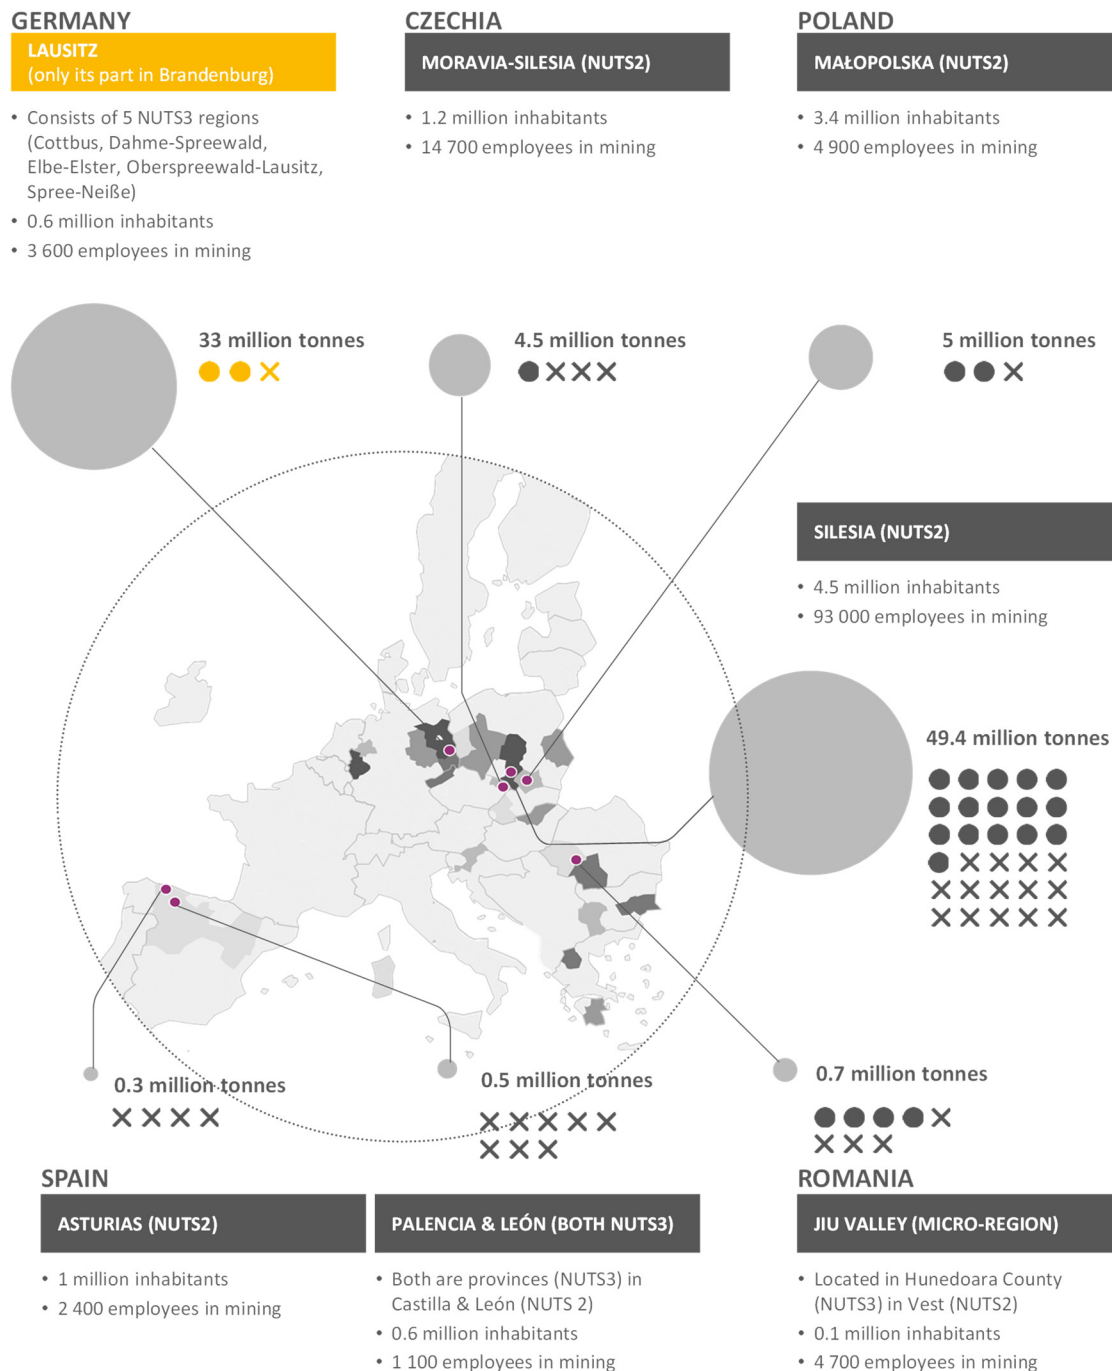 GERMANY
LAUSITZ
(only its part in Brandenburg)
• Consists of 5 NUTS3 regions
(Cottbus, Dahme-Spreewald,
Elbe-Elster, Oberspreewald-Lausitz,
Spree-Neiße)
• 0.6 million inhabitants
• 3 600 employees in mining
CZECHIA
MORAVIA-SILESIA (NUTS2)
• 1.2 million inhabitants
• 14 700 employees in mining
POLAND
MAŁOPOLSKA (NUTS2)
• 3.4 million inhabitants
• 4 900 employees in mining
33 million tonnes
4.5 million tonnes
5 million tonnes
SILESIA (NUTS2)
• 4.5 million inhabitants
• 93 000 employees in mining
49.4 million tonnes
0.3 million tonnes
0.5 million tonnes
0.7 million tonnes
SPAIN
ASTURIAS (NUTS2)
• 1 million inhabitants
• 2 400 employees in mining
PALENCIA & LEÓN (BOTH NUTS3)
• Both are provinces (NUTS3) in
Castilla & León (NUTS 2)
• 0.6 million inhabitants
• 1 100 employees in mining
ROMANIA
JIU VALLEY (MICRO-REGION)
• Located in Hunedoara County
(NUTS3) in Vest (NUTS2)
• 0.1 million inhabitants
• 4 700 employees in mining